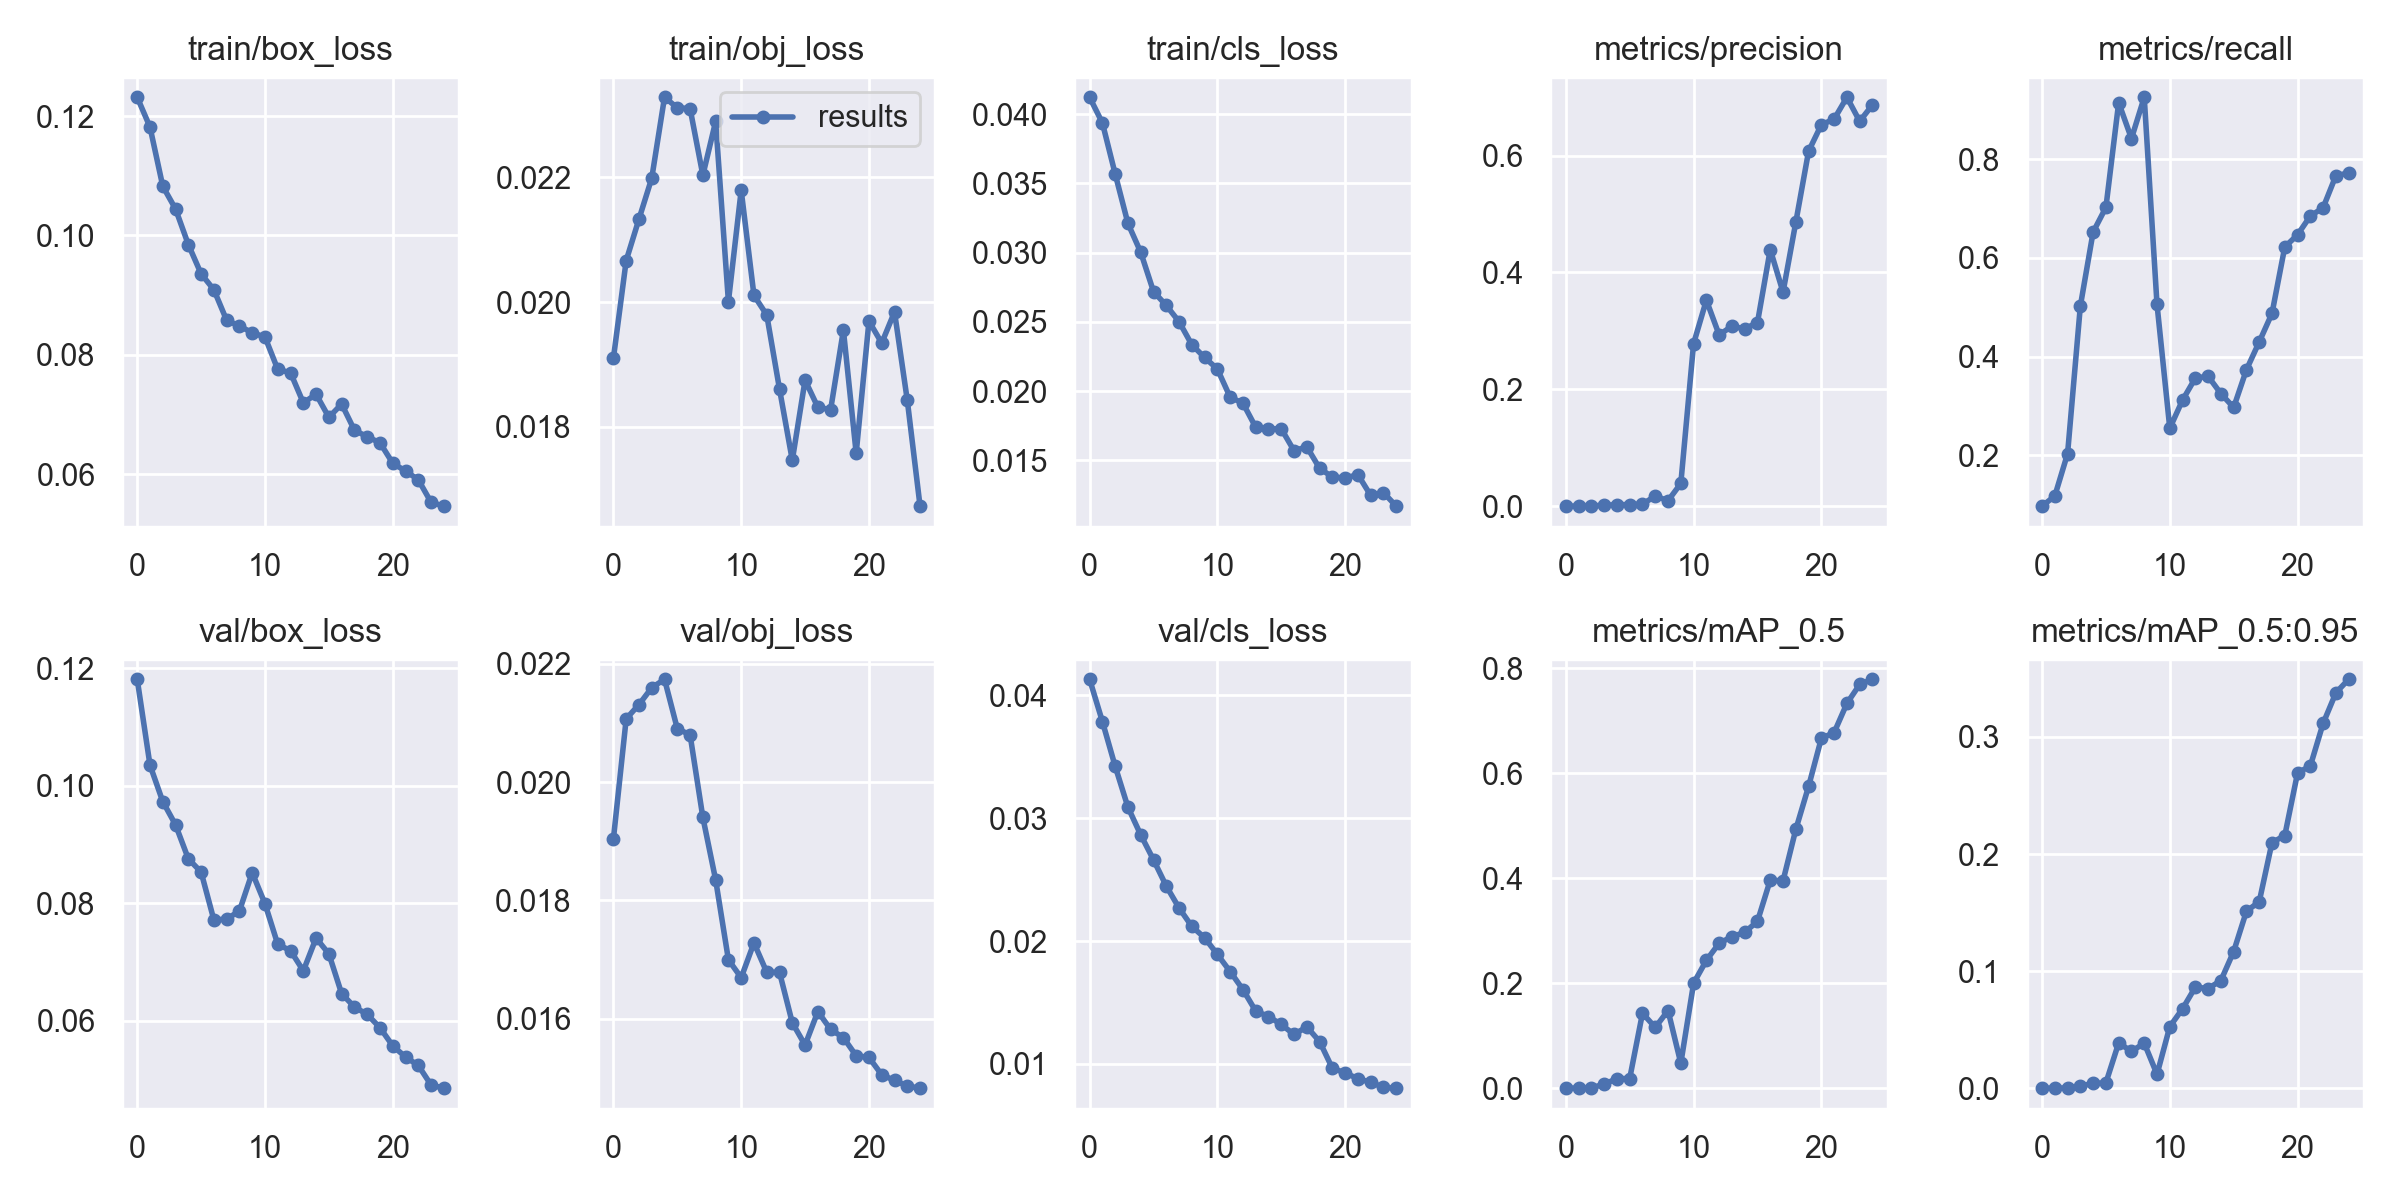 train/box_loss
0.12
0.10
0.08
0.06
0 10 20
train/obj_loss
results
0.022
0.020
0.018
0 10 20
train/cls_loss
0.040
0.035
0.030
0.025
0.020
0.015
0 10 20
metrics/precision
0.6
0.4
0.2
0.0
0 10 20
metrics/recall
0.8
0.6
0.4
0.2
0 10 20
val/box_loss
0.12
0.10
0.08
0.06
0 10 20
val/obj_loss
0.022
0.020
0.018
0.016
0 10 20
val/cls_loss
0.04
0.03
0.02
0.01
0 10 20
metrics/mAP_0.5
0.8
0.6
0.4
0.2
0.0
0 10 20
metrics/mAP_0.5:0.95
0.3
0.2
0.1
0.0
0 10 20